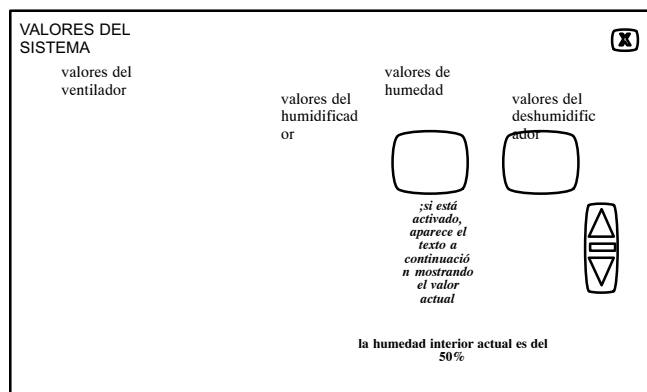 VALORES DEL
SISTEMA
X
valores del
ventilador
valores de
humedad
valores del
humidificad
or
valores del
deshumidific
ador
;si está
activado,
aparece el
texto a
continuació
n mostrando
el valor
actual
la humedad interior actual es del
50%